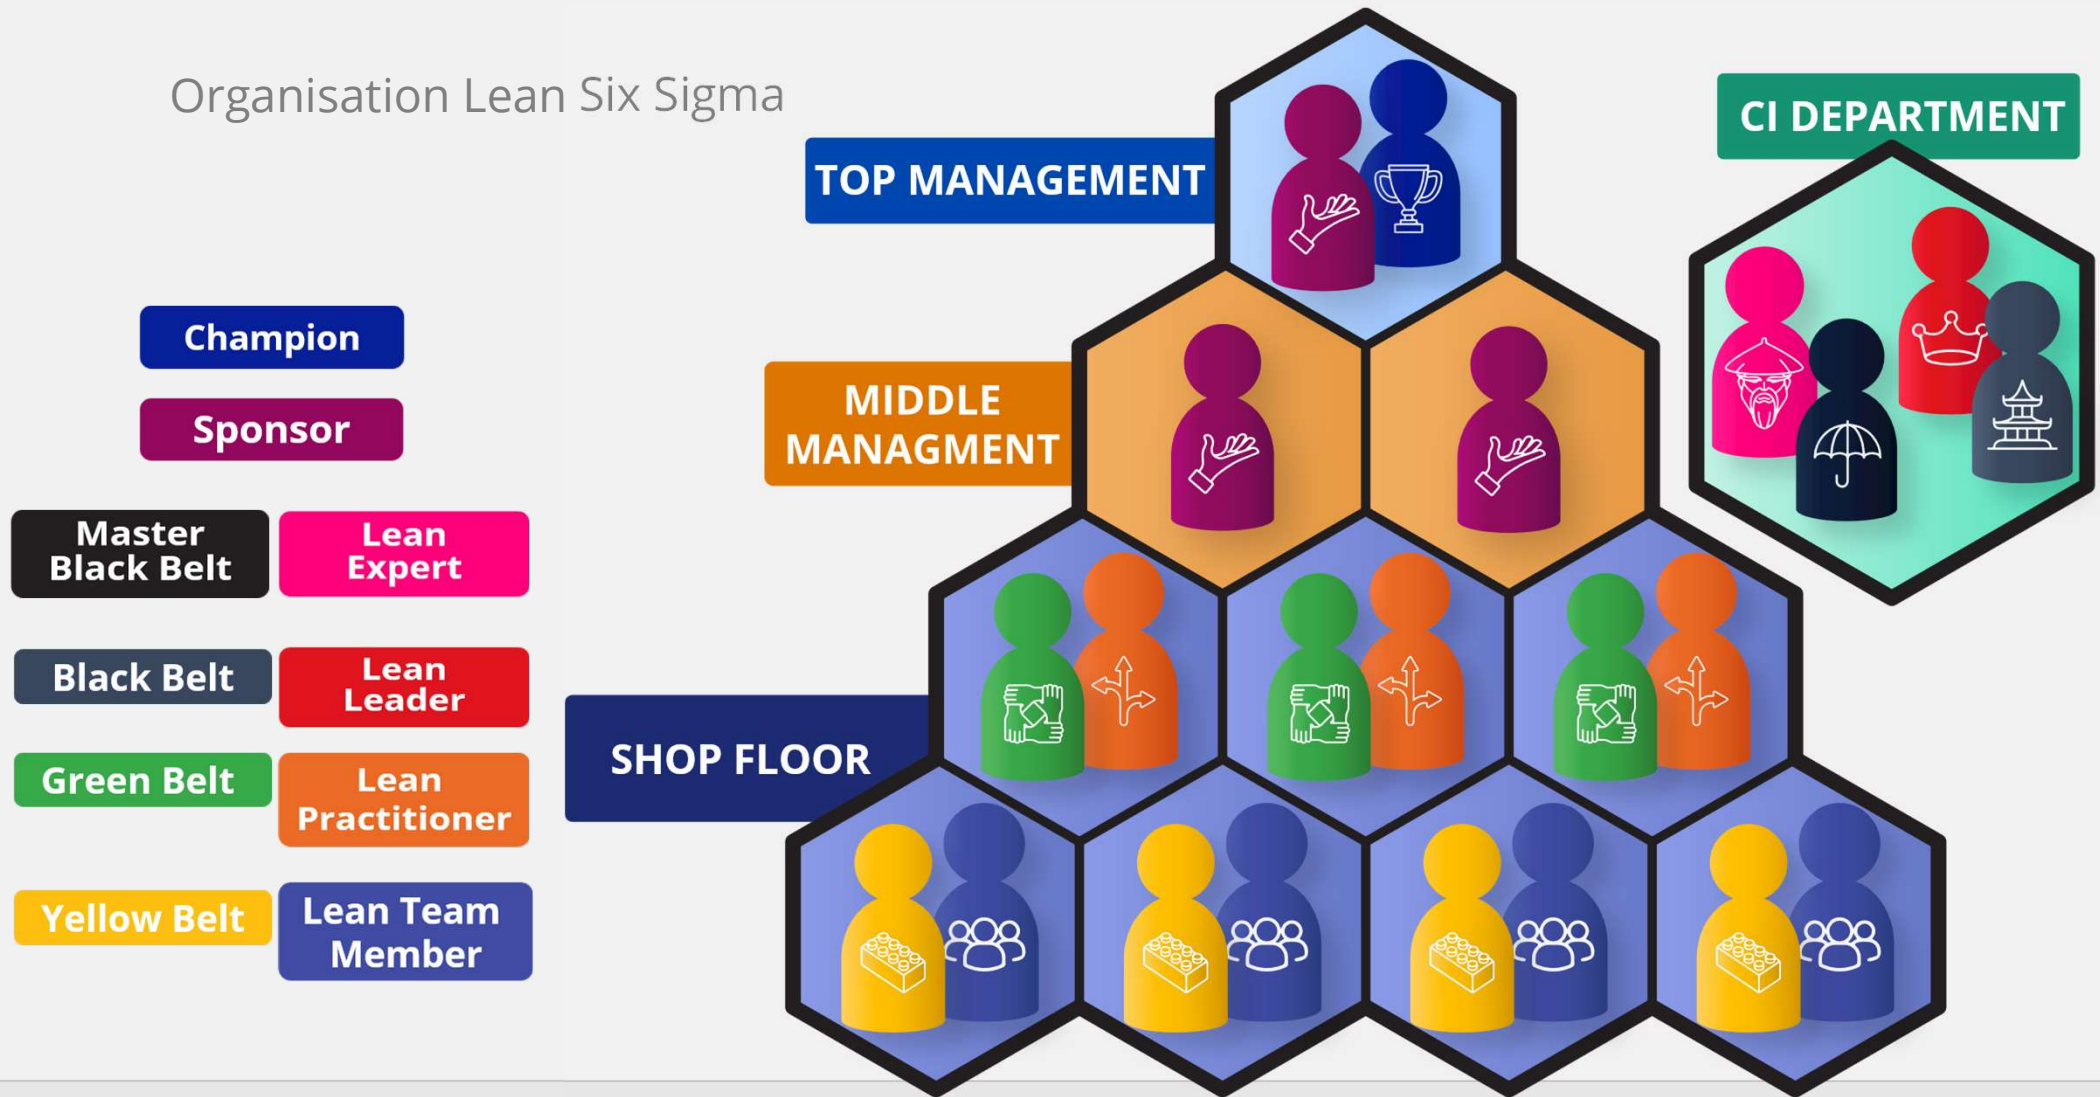 Organisation Lean Six Sigma
TOP MANAGEMENT
CI DEPARTMENT
Champion
Sponsor
MIDDLE
MANAGMENT
Master
Black Belt
Lean
Expert
Black Belt
Lean
Leader
Green Belt
Lean
Practitioner
SHOP FLOOR
Yellow Belt
Lean Team
Member